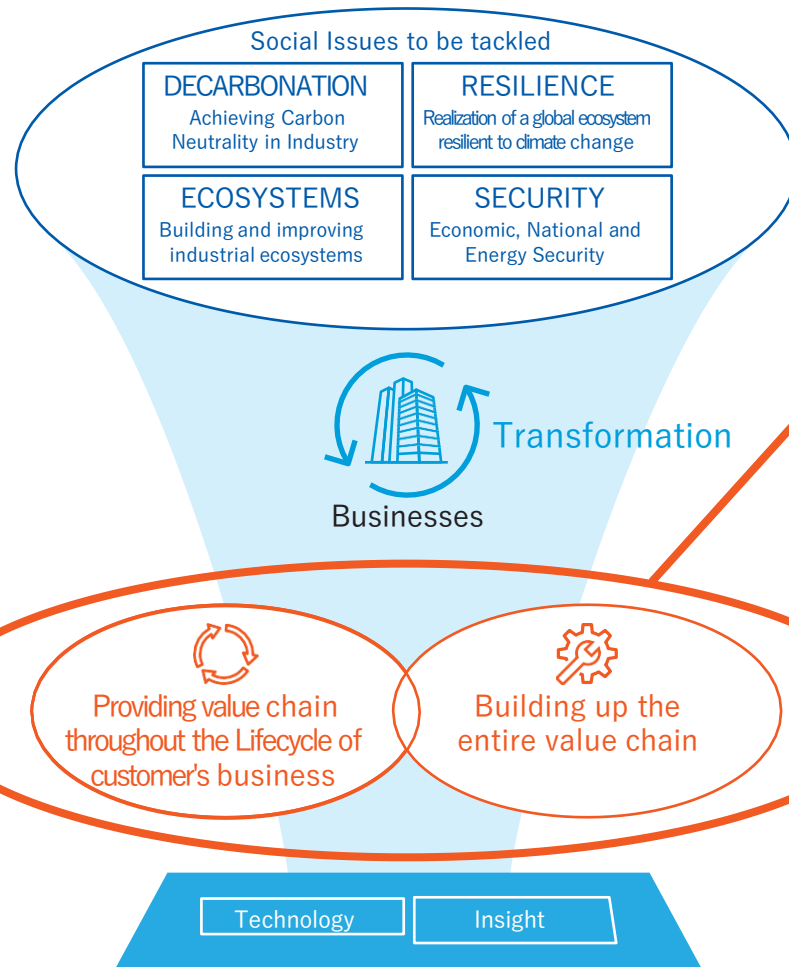 Social Issues to be tackled
DECARBONATION
Achieving Carbon
Neutrality in Industry
RESILIENCE
Realization of a global ecosystem
resilient to climate change
ECOSYSTEMS
Building and improving
industrial ecosystems
SECURITY
Economic, National and
Energy Security
Transformation
Businesses
Providing value chain
throughout the Lifecycle of
customer's business
Building up the
entire value chain
Technology
Insight